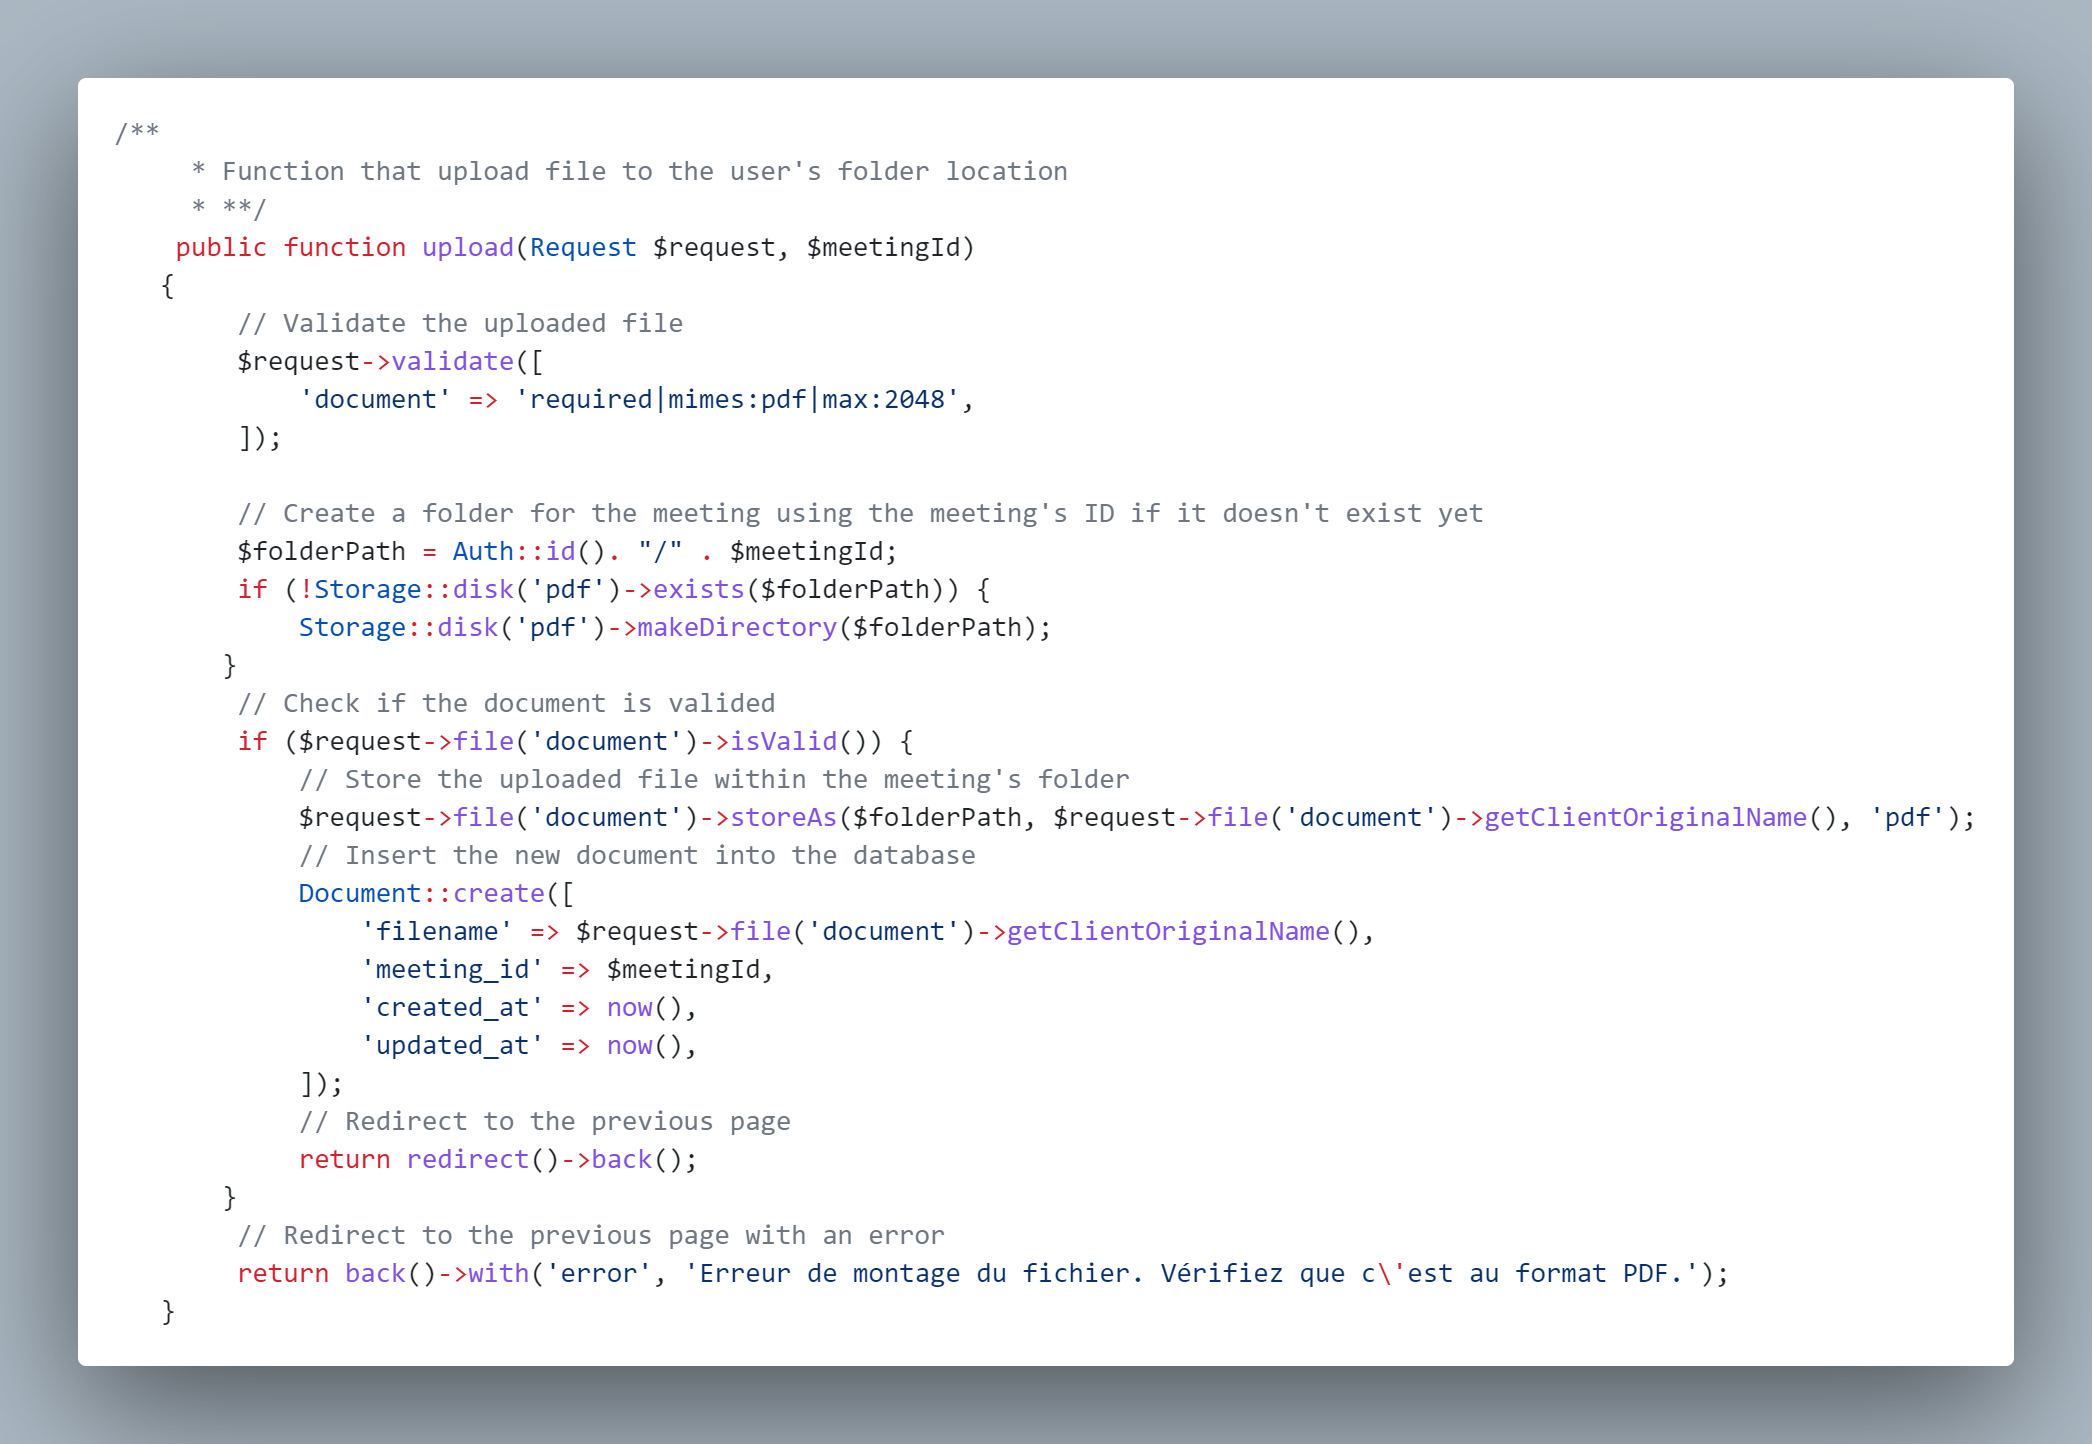 /**
     * Function that upload file to the user's folder location
     * **/
    public function upload(Request $request, $meetingId)
   {
        // Validate the uploaded file
        $request->validate([
            'document' => 'required|mimes:pdf|max:2048',
        ]);

        // Create a folder for the meeting using the meeting's ID if it doesn't exist yet
        $folderPath = Auth::id(). "/" . $meetingId;
        if (!Storage::disk('pdf')->exists($folderPath)) {
            Storage::disk('pdf')->makeDirectory($folderPath);
       }
        // Check if the document is valided
        if ($request->file('document')->isValid()) {
            // Store the uploaded file within the meeting's folder
            $request->file('document')->storeAs($folderPath, $request->file('document')->getClientOriginalName(), 'pdf');
            // Insert the new document into the database
            Document::create([
                'filename' => $request->file('document')->getClientOriginalName(),
                'meeting_id' => $meetingId,
                'created_at' => now(),
                'updated_at' => now(),
            ]);
            // Redirect to the previous page
            return redirect()->back();
       }
        // Redirect to the previous page with an error
        return back()->with('error', 'Erreur de montage du fichier. Vérifiez que c\'est au format PDF.');
   }